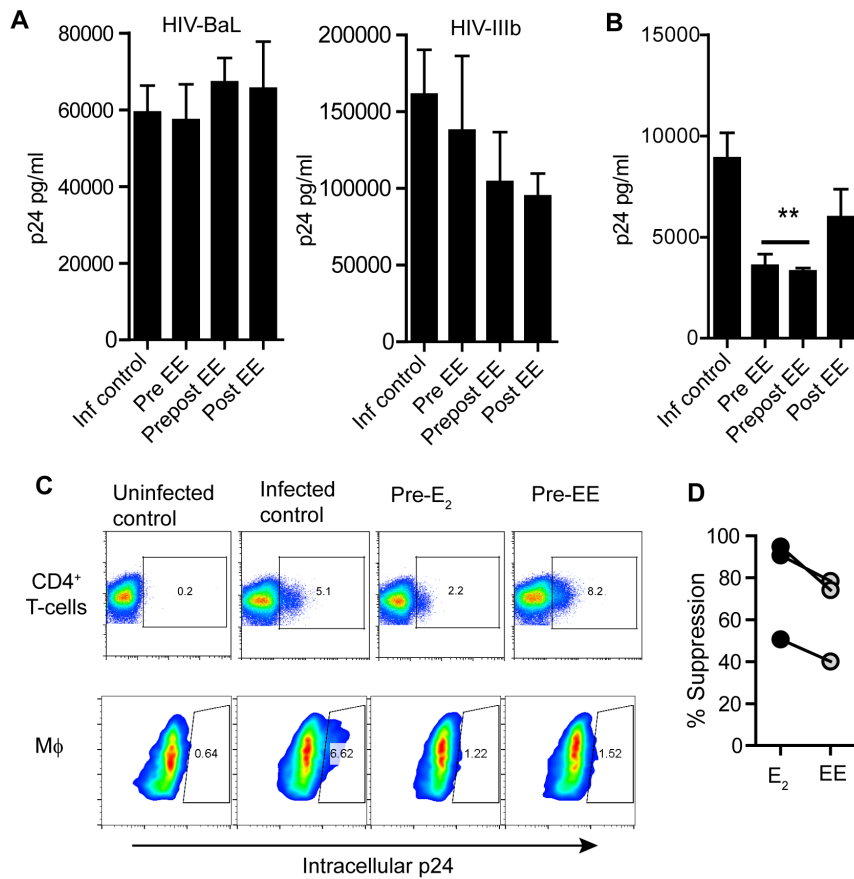 A
HIV-BaL
p24 pg/ml
80000
60000
40000
20000
0
Inf control
Pre EE
Prepost EE
Post EE
HIV-IIIb
p24 pg/ml
200000
150000
100000
50000
0
Inf control
Pre EE
Prepost EE
Post EE
B
p24 pg/ml
15000
10000
5000
0
**
Inf control
Pre EE
Prepost EE
Post EE
C
Uninfected
control
Infected
control
Pre-E₂
Pre-EE
CD4⁺
T-cells
0.2
5.1
2.2
8.2
Mϕ
0.64
6.62
1.22
1.52
Intracellular p24
D
% Suppression
100
80
60
40
20
0
E₂
EE